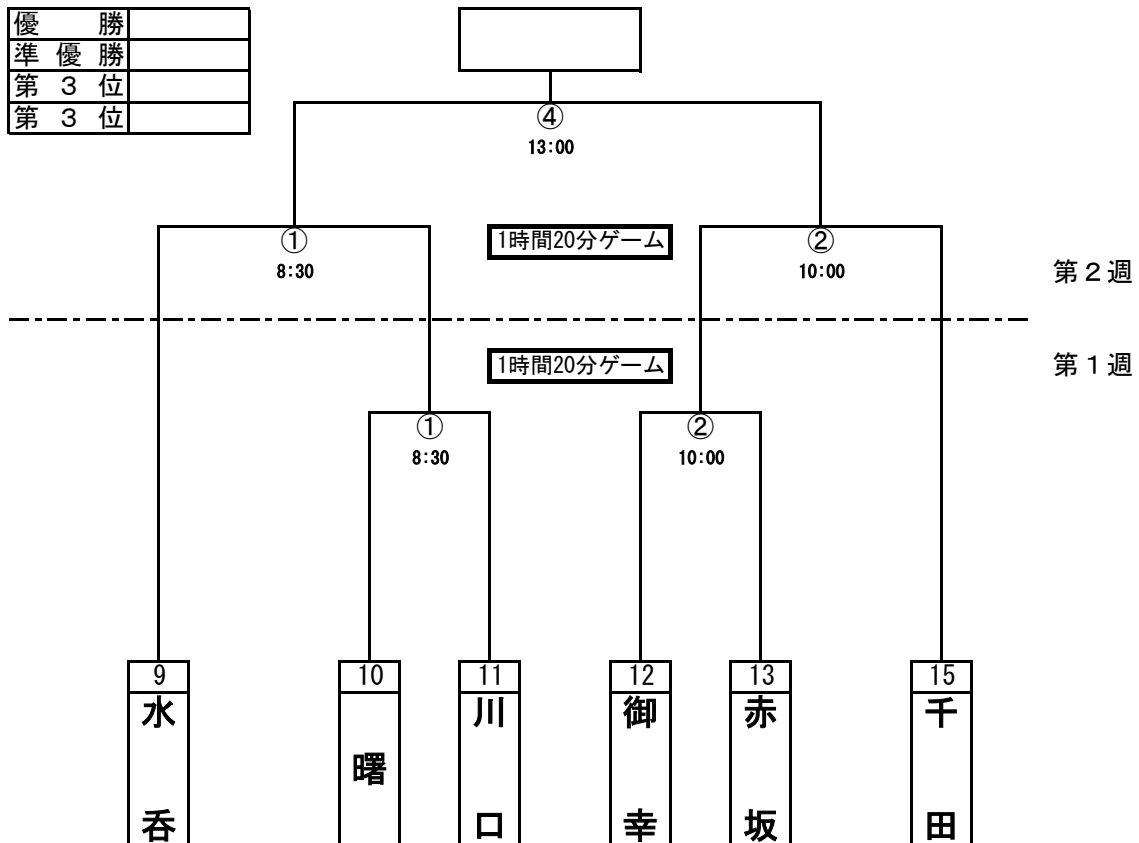 優勝
準優勝
第３位
第３位
④
13:00
①
8:30
1時間20分ゲーム
②
10:00
第２週
1時間20分ゲーム
第１週
①
8:30
②
10:00
9
10
11
12
13
15
水呑
曙
川口
御幸
赤坂
千田